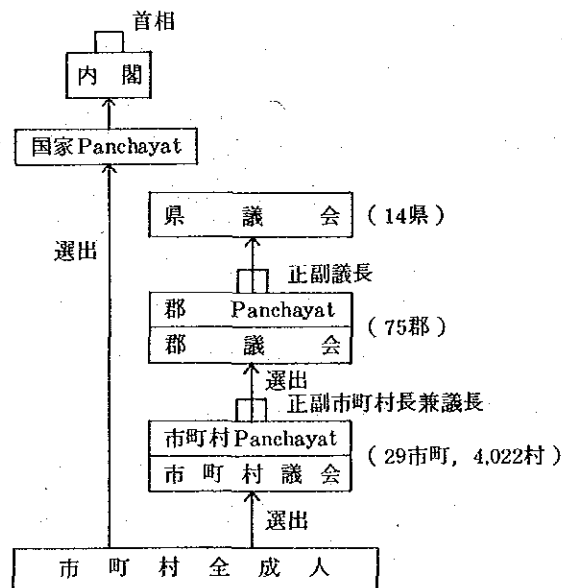 首相
内閣
国家Panchayat
県議会 (14県)
選出
正副議長
郡 Panchayat
郡議会
(75郡)
選出
正副市町村長兼議長
市町村Panchayat
市町村議会
(29市町, 4,022村)
選出
市町村全成人